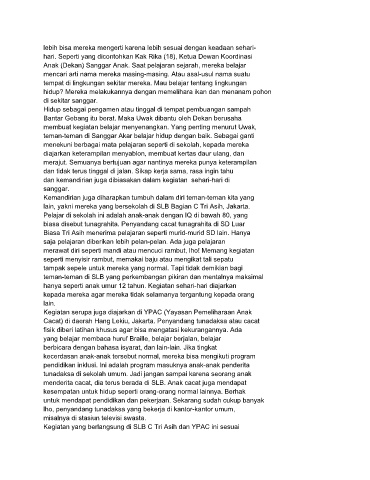 lebih bisa mereka mengerti karena lebih sesuai dengan keadaan sehari-
hari. Seperti yang dicontohkan Kak Rika (18), Ketua Dewan Koordinasi
Anak (Dekan) Sanggar Anak. Saat pelajaran sejarah, mereka belajar
mencari arti nama mereka masing-masing. Atau asal-usul nama suatu
tempat di lingkungan sekitar mereka. Mau belajar tentang lingkungan
hidup? Mereka melakukannya dengan memelihara ikan dan menanam pohon
di sekitar sanggar.
Hidup sebagai pengamen atau tinggal di tempat pembuangan sampah
Bantar Gebang itu berat. Maka Uwak dibantu oleh Dekan berusaha
membuat kegiatan belajar menyenangkan. Yang penting menurut Uwak,
teman-teman di Sanggar Akar belajar hidup dengan baik. Sebagai ganti
menekuni berbagai mata pelajaran seperti di sekolah, kepada mereka
diajarkan keterampilan menyablon, membuat kertas daur ulang, dan
merajut. Semuanya bertujuan agar nantinya mereka punya keterampilan
dan tidak terus tinggal di jalan. Sikap kerja sama, rasa ingin tahu
dan kemandirian juga dibiasakan dalam kegiatan  sehari-hari di
sanggar.
Kemandirian juga diharapkan tumbuh dalam diri teman-teman kita yang
lain, yakni mereka yang bersekolah di SLB Bagian C Tri Asih, Jakarta.
Pelajar di sekolah ini adalah anak-anak dengan IQ di bawah 80, yang
biasa disebut tunagrahita. Penyandang cacat tunagrahita di SD Luar
Biasa Tri Asih menerima pelajaran seperti murid-murid SD lain. Hanya
saja pelajaran diberikan lebih pelan-pelan. Ada juga pelajaran
merawat diri seperti mandi atau mencuci rambut, lho! Memang kegiatan
seperti menyisir rambut, memakai baju atau mengikat tali sepatu
tampak sepele untuk mereka yang normal. Tapi tidak demikian bagi
teman-teman di SLB yang perkembangan pikiran dan mentalnya maksimal
hanya seperti anak umur 12 tahun. Kegiatan sehari-hari diajarkan
kepada mereka agar mereka tidak selamanya tergantung kepada orang
lain.
Kegiatan serupa juga diajarkan di YPAC (Yayasan Pemeliharaan Anak
Cacat) di daerah Hang Lekiu, Jakarta. Penyandang tunadaksa atau cacat
fisik diberi latihan khusus agar bisa mengatasi kekurangannya. Ada
yang belajar membaca huruf Braille, belajar berjalan, belajar
berbicara dengan bahasa isyarat, dan lain-lain. Jika tingkat
kecerdasan anak-anak tersebut normal, mereka bisa mengikuti program
pendidikan inklusi. Ini adalah program masuknya anak-anak penderita
tunadaksa di sekolah umum. Jadi jangan sampai karena seorang anak
menderita cacat, dia terus berada di SLB. Anak cacat juga mendapat
kesempatan untuk hidup seperti orang-orang normal lainnya. Berhak
untuk mendapat pendidikan dan pekerjaan. Sekarang sudah cukup banyak
lho, penyandang tunadaksa yang bekerja di kantor-kantor umum,
misalnya di stasiun televisi swasta.
Kegiatan yang berlangsung di SLB C Tri Asih dan YPAC ini sesuai